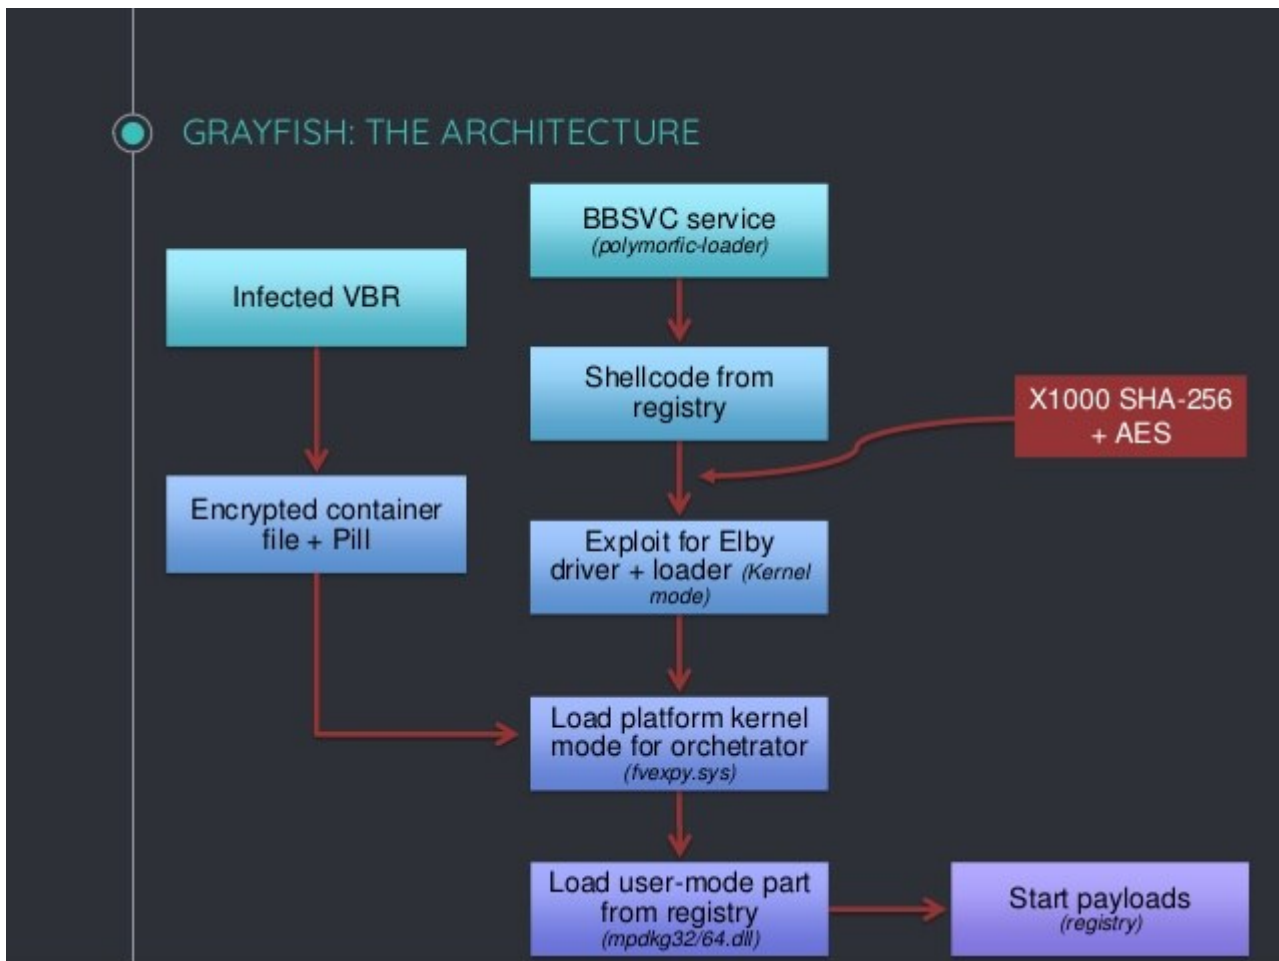 GRAYFISH: THE ARCHITECTURE
BBSVC service
(polymorfic-loader)
Infected VBR
Shellcode from
registry
X1000 SHA-256
+ AES
Encrypted container
file + Pill
Exploit for Elby
driver + loader (Kernel
mode)
Load platform kernel
mode for orchetrator
(fvexpy.sys)
Load user-mode part
from registry
(mpdkg32/64.dll)
Start payloads
(registry)